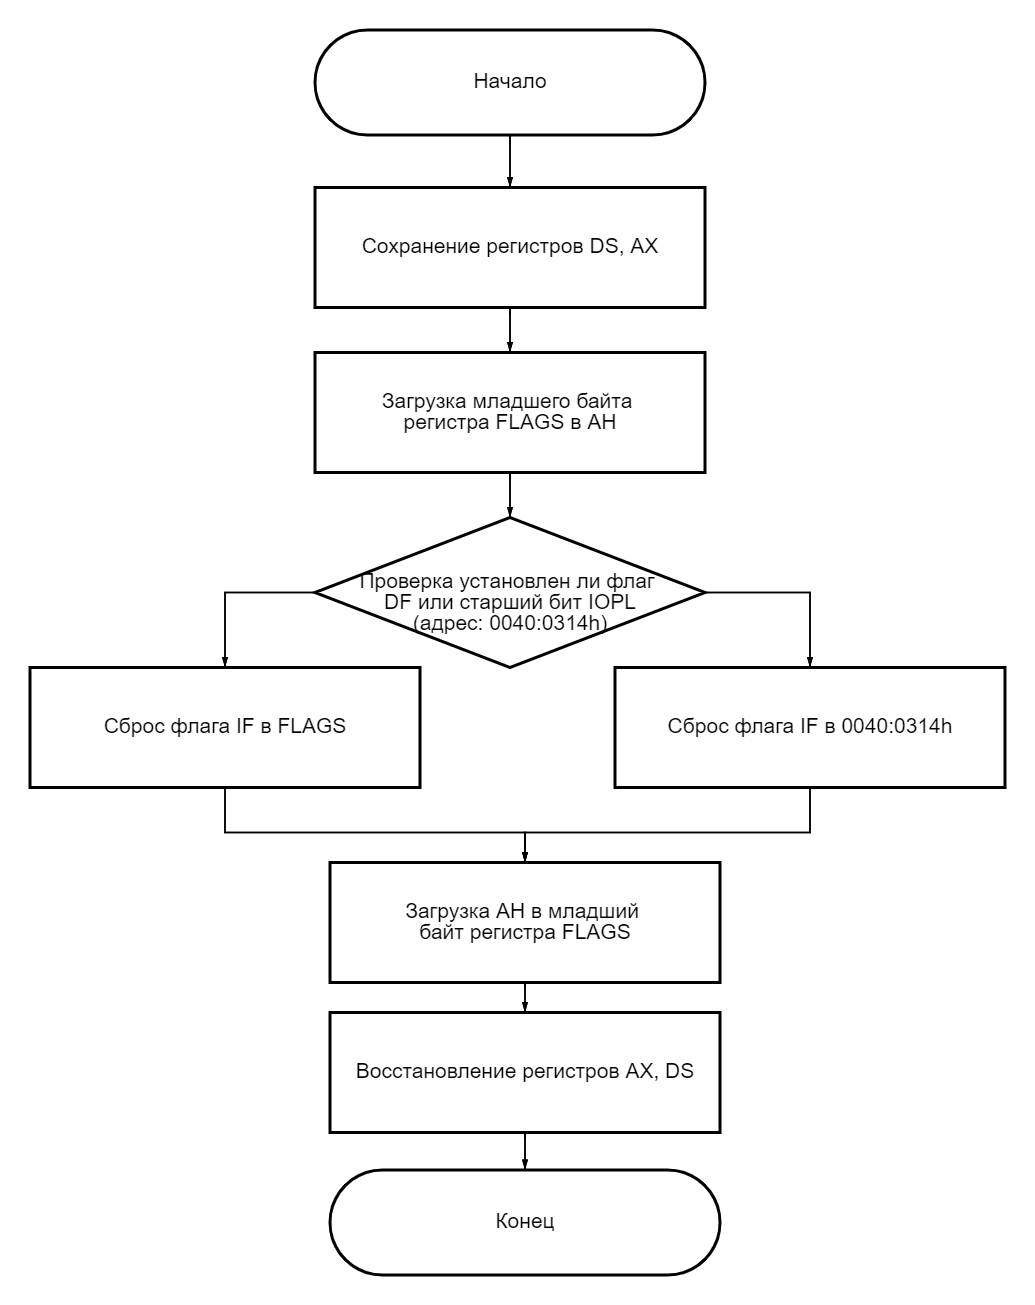 Начало
Сохранение регистров DS, AX
Загрузка младшего байта
регистра FLAGS в AH
Проверка установлен ли флаг
DF или старший бит IOPL
(адрес: 0040:0314h)
Сброс флага IF в FLAGS
Сброс флага IF в 0040:0314h
Загрузка AH в младший
байт регистра FLAGS
Восстановление регистров AX, DS
Конец